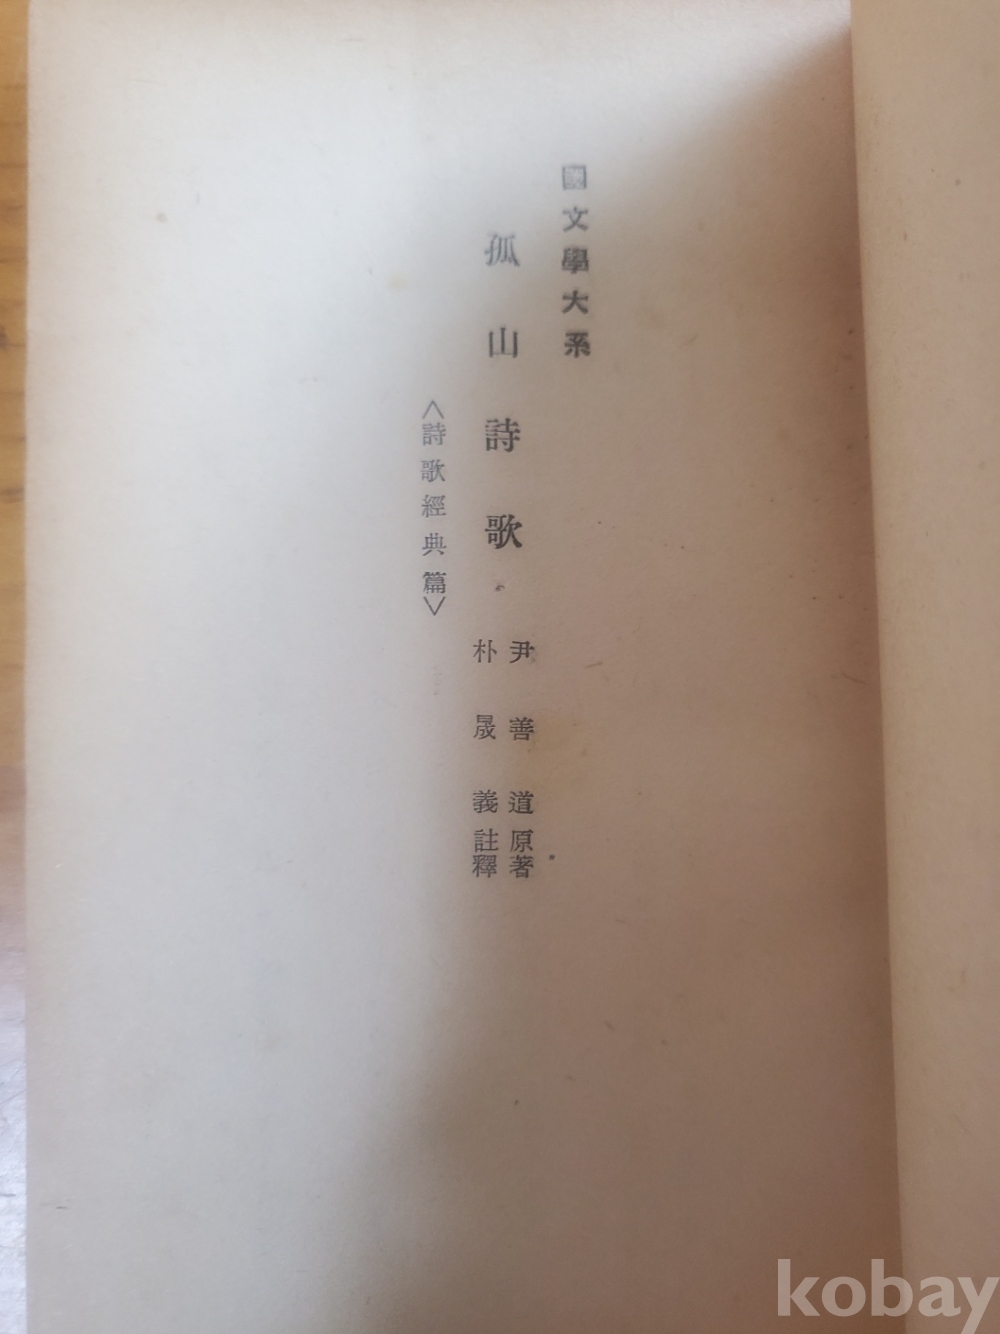 國文學大系
孤山詩歌
尹善道原著
朴晟義註釋
<詩歌經典篇>
kobay